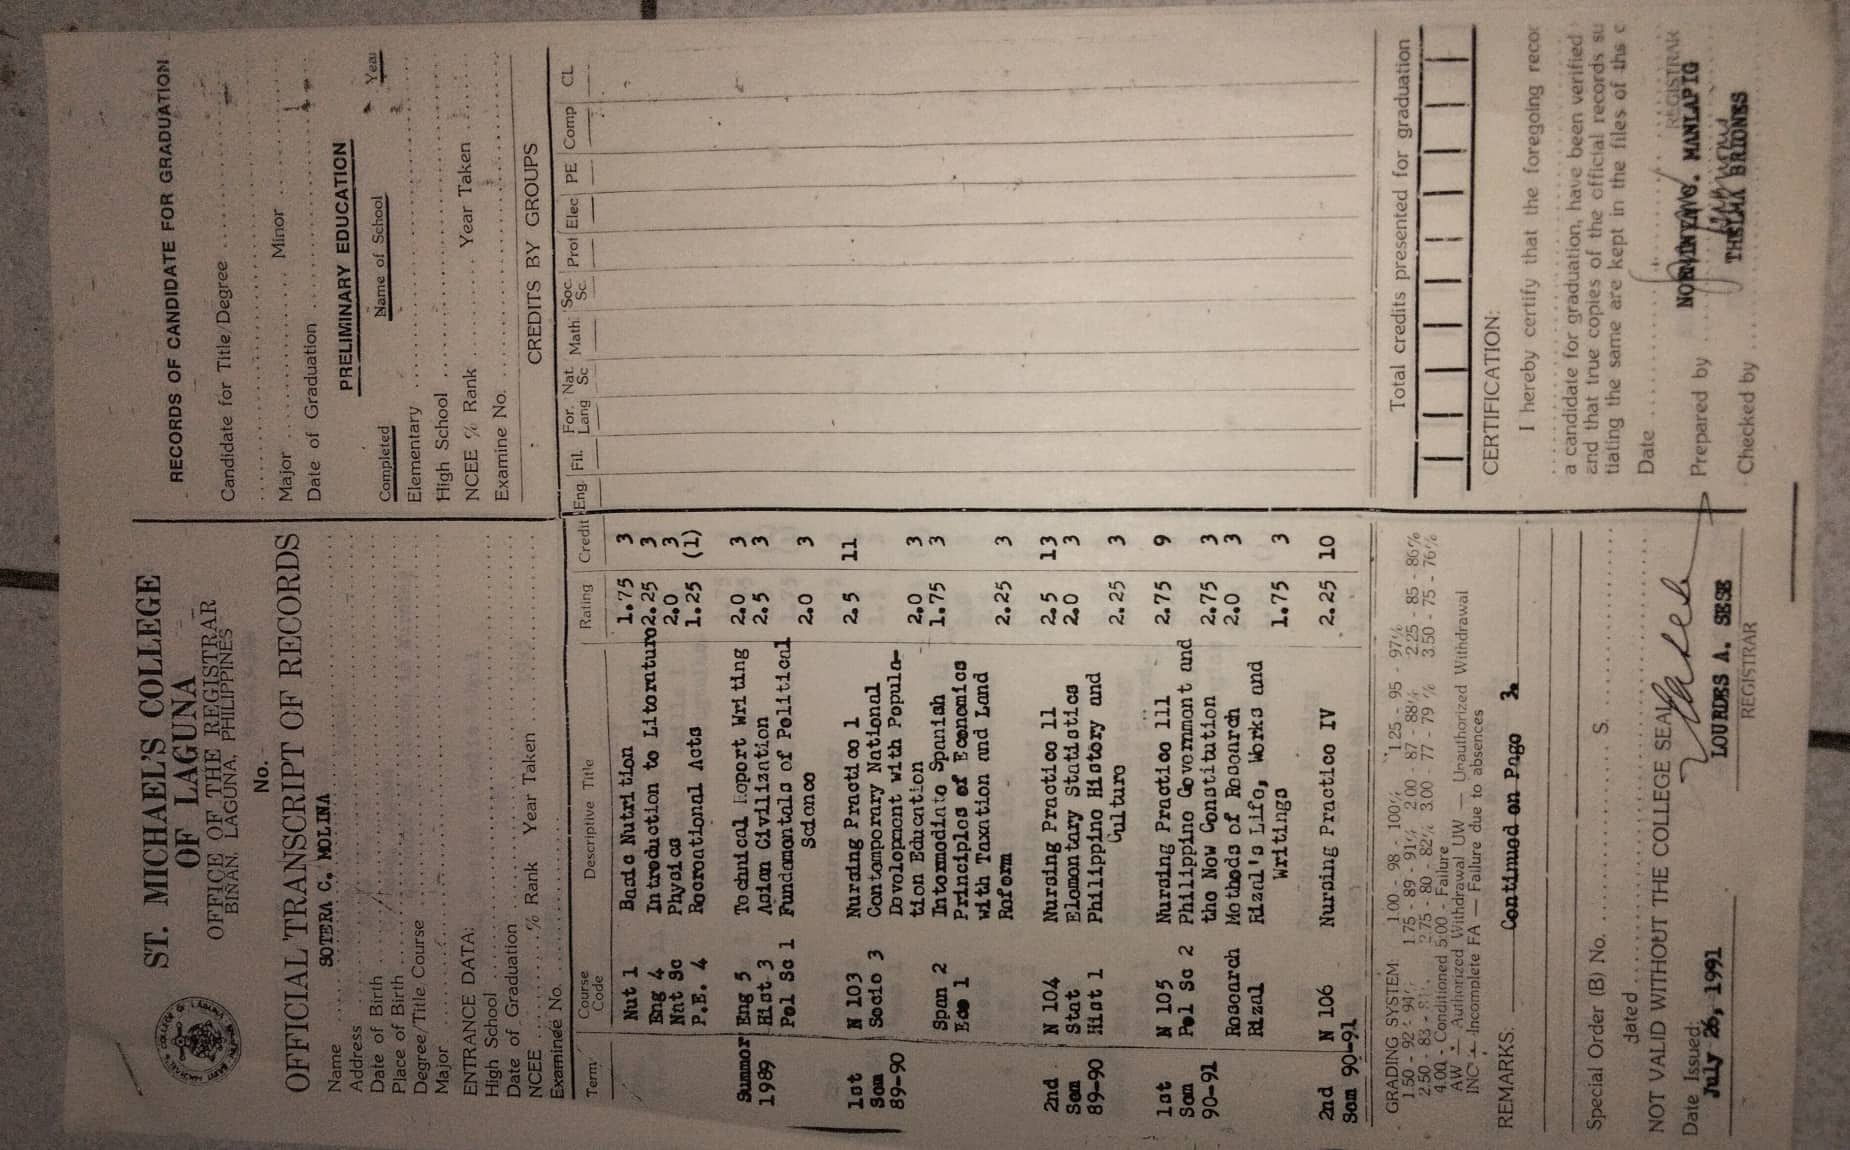 ST. MICHAEL'S COLLEGE
OF LAGUNA
OFFICE OF THE REGISTRAR
BIÑAN, LAGUNA, PHILIPPINES
No.
OFFICIAL TRANSCRIPT OF RECORDS
Name SOTERA C. MOLINA
Address
Date of Birth
Place of Birth
Degree/Title Course
Major
ENTRANCE DATA:
High School
Date of Graduation
NCEE % Rank Year Taken
Examinee No.
RECORDS OF CANDIDATE FOR GRADUATION
Candidate for Title/Degree
Major Minor
Date of Graduation
PRELIMINARY EDUCATION
Completed Name of School Year
Elementary
High School
NCEE % Rank Year Taken
Examine No.
CREDITS BY GROUPS
Term Course Code Descriptive Title Rating Credit Eng. Fil. For. Lang Nat. Sc Math Soc. Sc. Prof Elec PE Comp CL
Nut 1 Basic Nutrition 1.75 3
Eng 4 Introduction to Literature 2.25 3
Nat Sc Physics 2.0 3
P.E. 4 Recreational Acts 1.25 (1)
Summer Eng 5 Technical Report Writing 2.0 3
1989 Hist 3 Asian Civilization 2.5 3
Pol Sc 1 Fundamentals of Political
Science 2.0 3
1st N 103 Nursing Practice 1 2.5 11
Sem Socio 3 Contemporary National
89-90 Development with Popula-
tion Education 2.0 3
Span 2 Intermediate Spanish 1.75 3
Eco 1 Principles of Economics
with Taxation and Land
Reform 2.25 3
2nd N 104 Nursing Practice 11 2.5 13
Sem Stat Elementary Statistics 2.0 3
89-90 Hist 1 Philippine History and
Culture 2.25 3
1st N 105 Nursing Practice 111 2.75 9
Sem Pol Sc 2 Philippine Government and
90-91 the New Constitution 2.75 3
Research Methods of Research 2.0 3
Rizal Rizal's Life, Works and
Writings 1.75 3
2nd N 106 Nursing Practice IV 2.25 10
Sem 90-91
GRADING SYSTEM: 1.00 - 98 - 100% 1.25 - 95 - 97%
1.50 - 92 - 94% 1.75 - 89 - 91% 2.00 - 87 - 88% 2.25 - 85 - 86%
2.50 - 83 - 2.75 - 80 - 82% 3.00 - 77 - 79 % 3.50 - 75 - 76%
4.00 - Conditioned 5.00 - Failure
AW — Authorized Withdrawal UW — Unauthorized Withdrawal
INC — Incomplete FA — Failure due to absences
REMARKS. Continued on Page
Special Order (B) No. S.
dated
NOT VALID WITHOUT THE COLLEGE SEAL
Date Issued:
July 26, 1991
LOURDES A. SESE
REGISTRAR
Total credits presented for graduation
CERTIFICATION:
I hereby certify that the foregoing recor
a candidate for graduation, have been verified
and that true copies of the official records su
tiating the same are kept in the files of
Date
REGISTRAR
Prepared by MANLAPIG
Checked by THELMA BRIONES